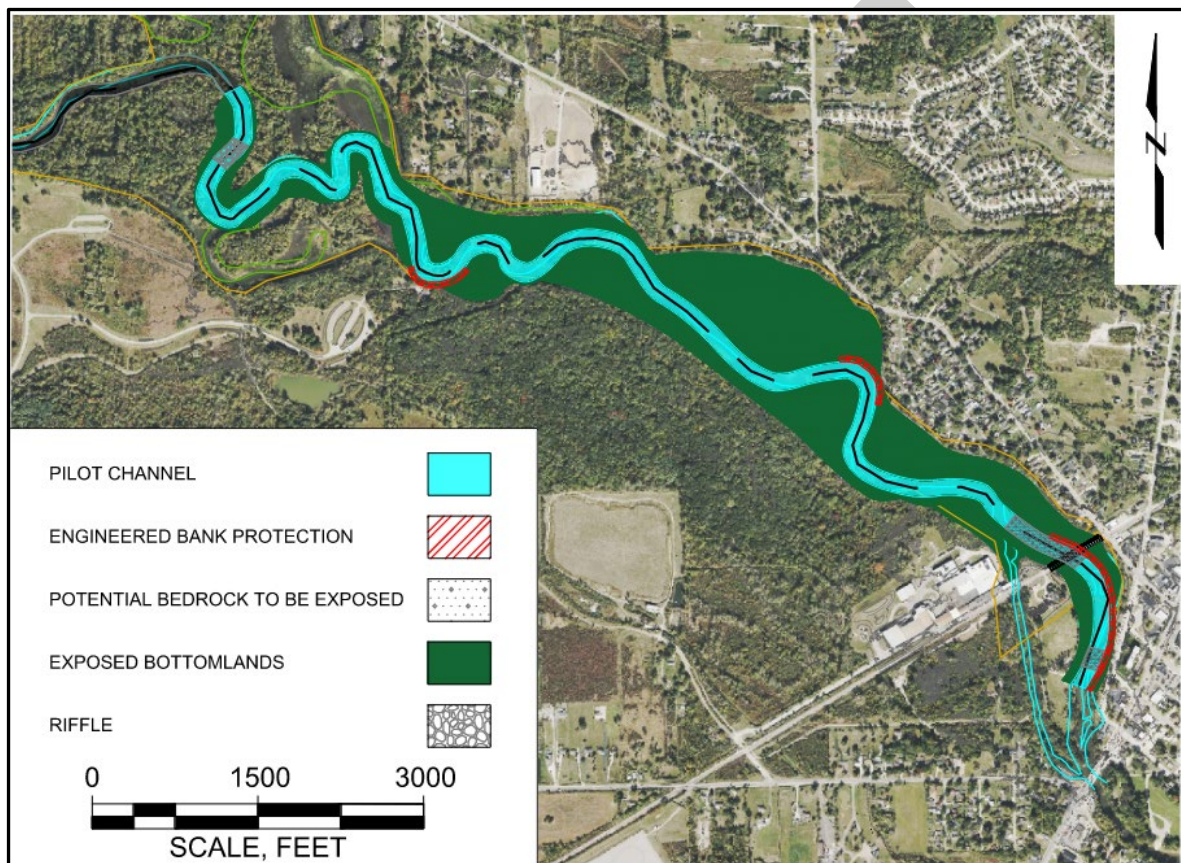 N
PILOT CHANNEL
ENGINEERED BANK PROTECTION
POTENTIAL BEDROCK TO BE EXPOSED
EXPOSED BOTTOMLANDS
RIFFLE
0 1500 3000
SCALE, FEET